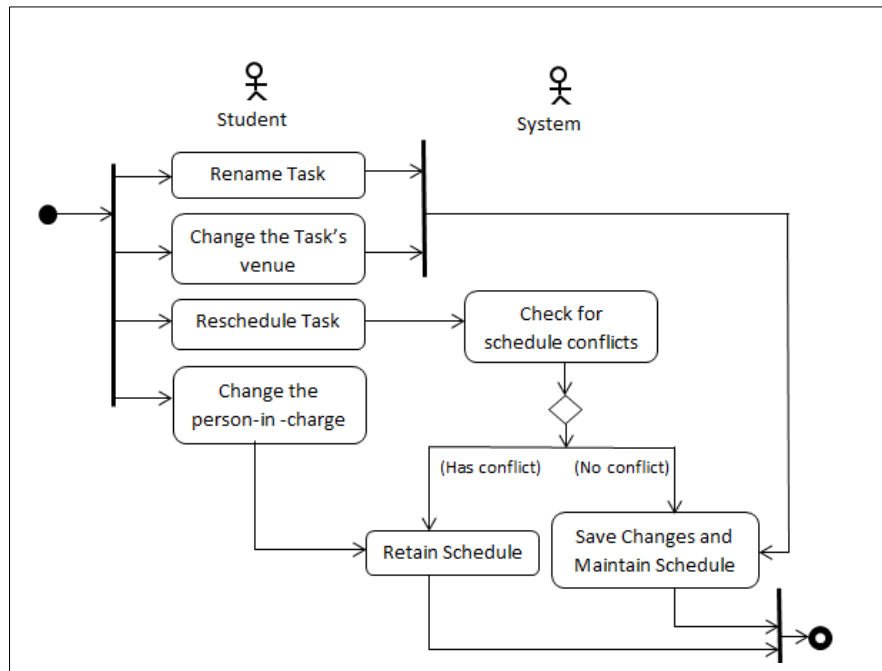 Student
System
Rename Task
Change the Task's
venue
Reschedule Task
Check for
schedule conflicts
Change the
person-in -charge
(Has conflict)
(No conflict)
Retain Schedule
Save Changes and
Maintain Schedule